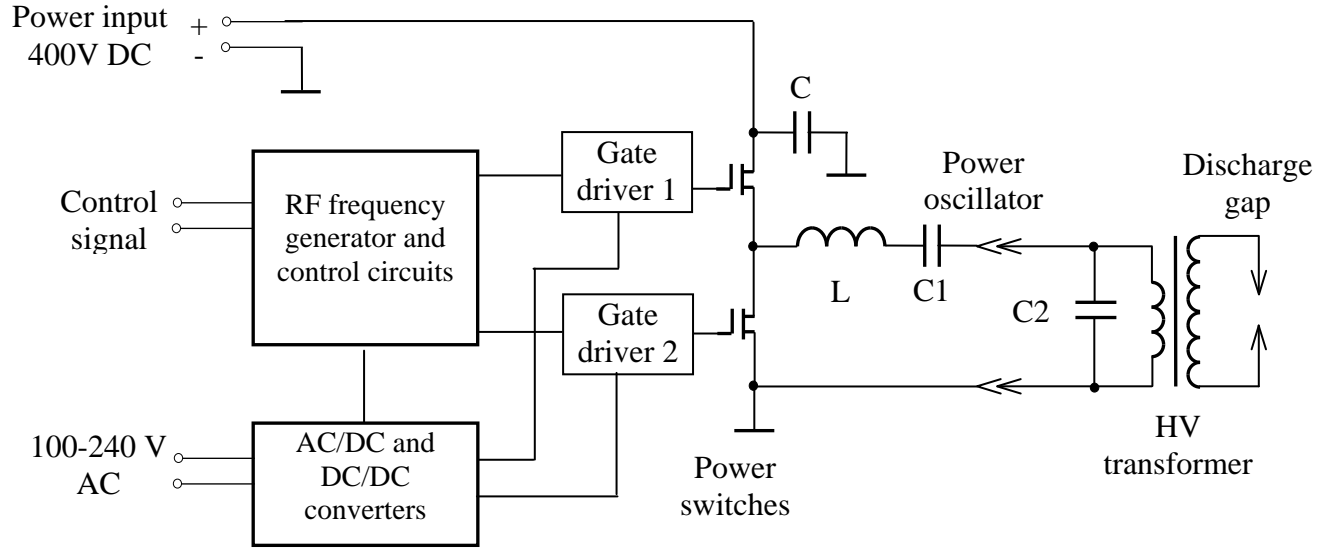 Power input
400V DC
+
-
C
Gate
driver 1
Power
oscillator
Discharge
gap
Control
signal
RF frequency
generator and
control circuits
L
C1
C2
Gate
driver 2
100-240 V
AC
AC/DC and
DC/DC
converters
Power
switches
HV
transformer